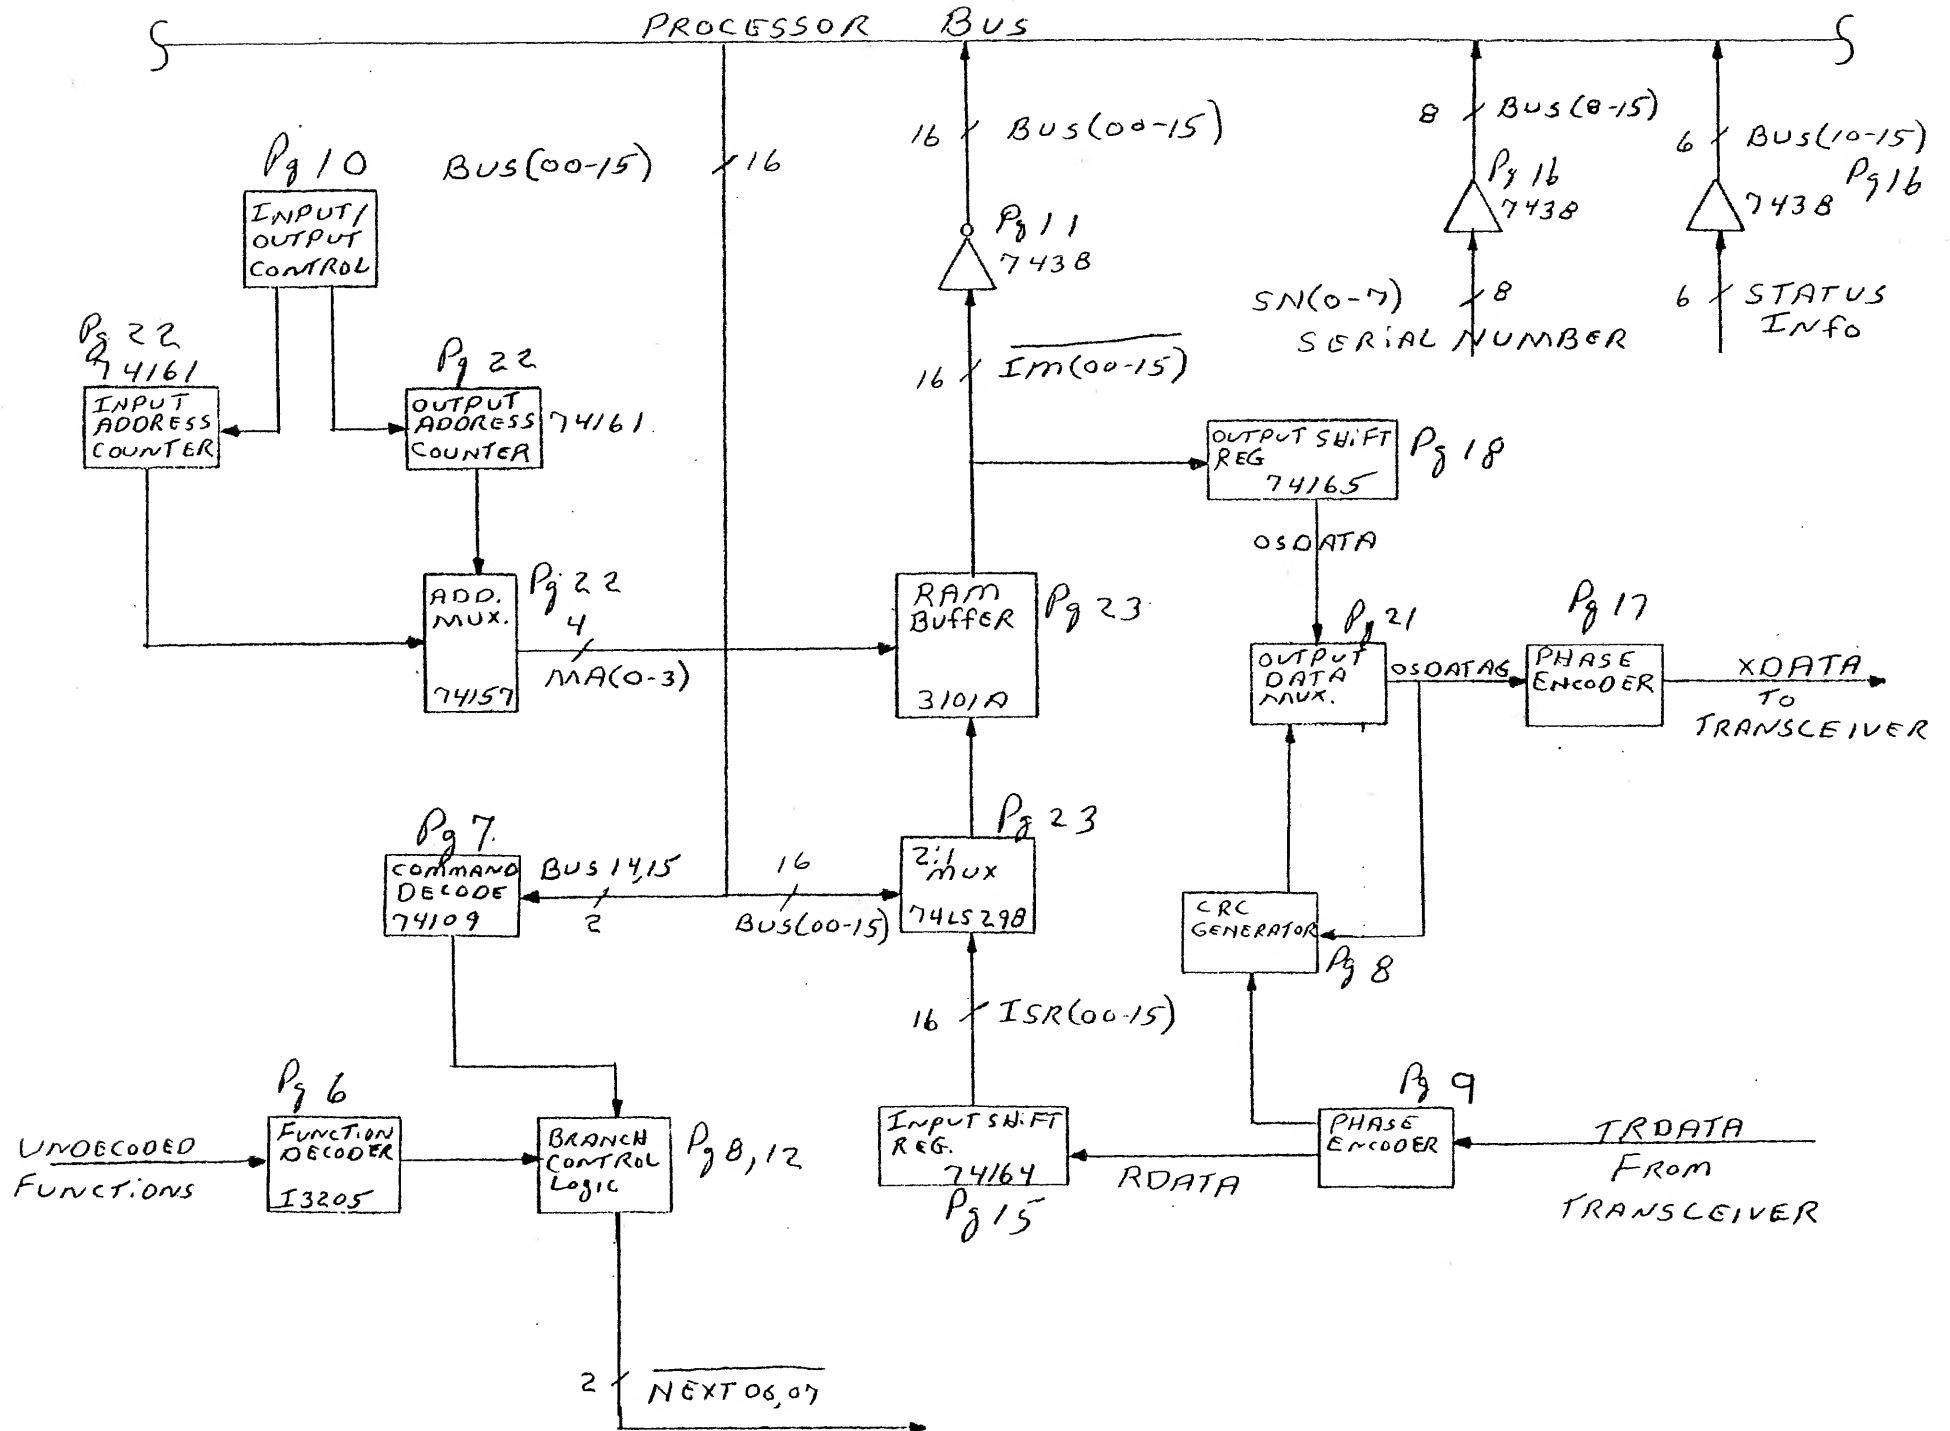 PROCESSOR BUS
Pg 10
INPUT/
OUTPUT
CONTROL
BUS(00-15)
16
16
BUS(00-15)
Pg 11
7438
8
BUS(8-15)
Pg 16
7438
6
BUS(10-15)
Pg 16
7438
SN(0-7)
8
SERIAL NUMBER
6
STATUS
INFO
Pg 22
74161
INPUT
ADDRESS
COUNTER
Pg 22
OUTPUT
ADDRESS
COUNTER
74161
16
IM(00-15)
OUTPUT SHIFT
REG
74165
Pg 18
OSDATA
ADD.
MUX.
74157
Pg 22
4
MA(0-3)
RAM
BUFFER
3101A
Pg 23
Pg 21
OUTPUT
DATA
MUX.
OSDATAG
Pg 17
PHASE
ENCODER
XDATA
TO
TRANSCEIVER
Pg 7.
COMMAND
DECODE
74109
BUS 14,15
2
16
BUS(00-15)
Pg 23
2:1
MUX
74LS298
CRC
GENERATOR
Pg 8
16
ISR(00-15)
UNDECODED
FUNCTIONS
Pg 6
FUNCTION
DECODER
I3205
BRANCH
CONTROL
LOGIC
Pg 8,12
INPUT SHIFT
REG.
74164
Pg 15
RDATA
Pg 9
PHASE
ENCODER
TRDATA
FROM
TRANSCEIVER
2
NEXT 06,07